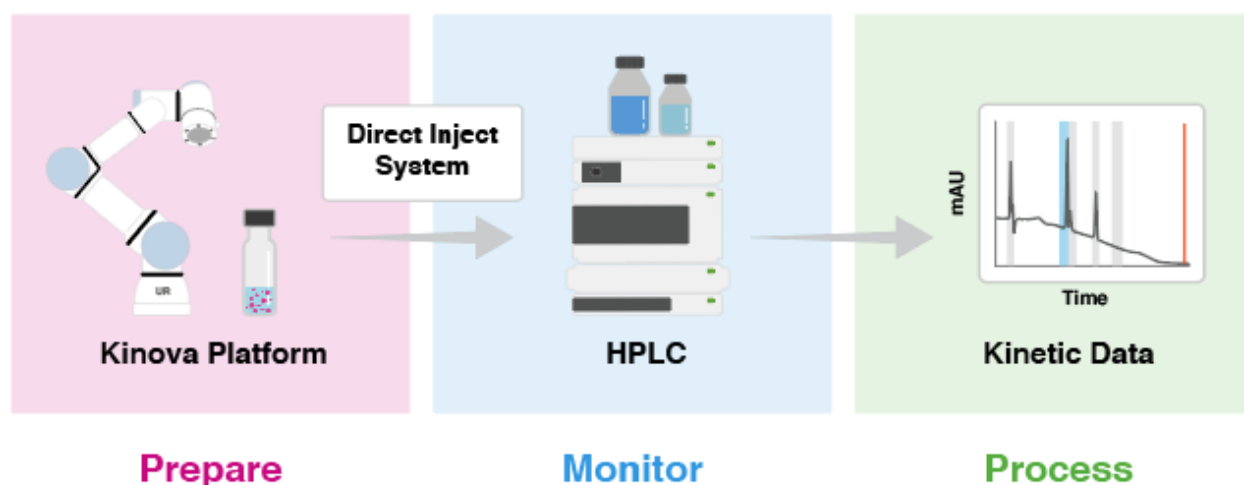 Direct Inject
System
UR
Kinova Platform
HPLC
mAU
Time
Kinetic Data
Prepare
Monitor
Process